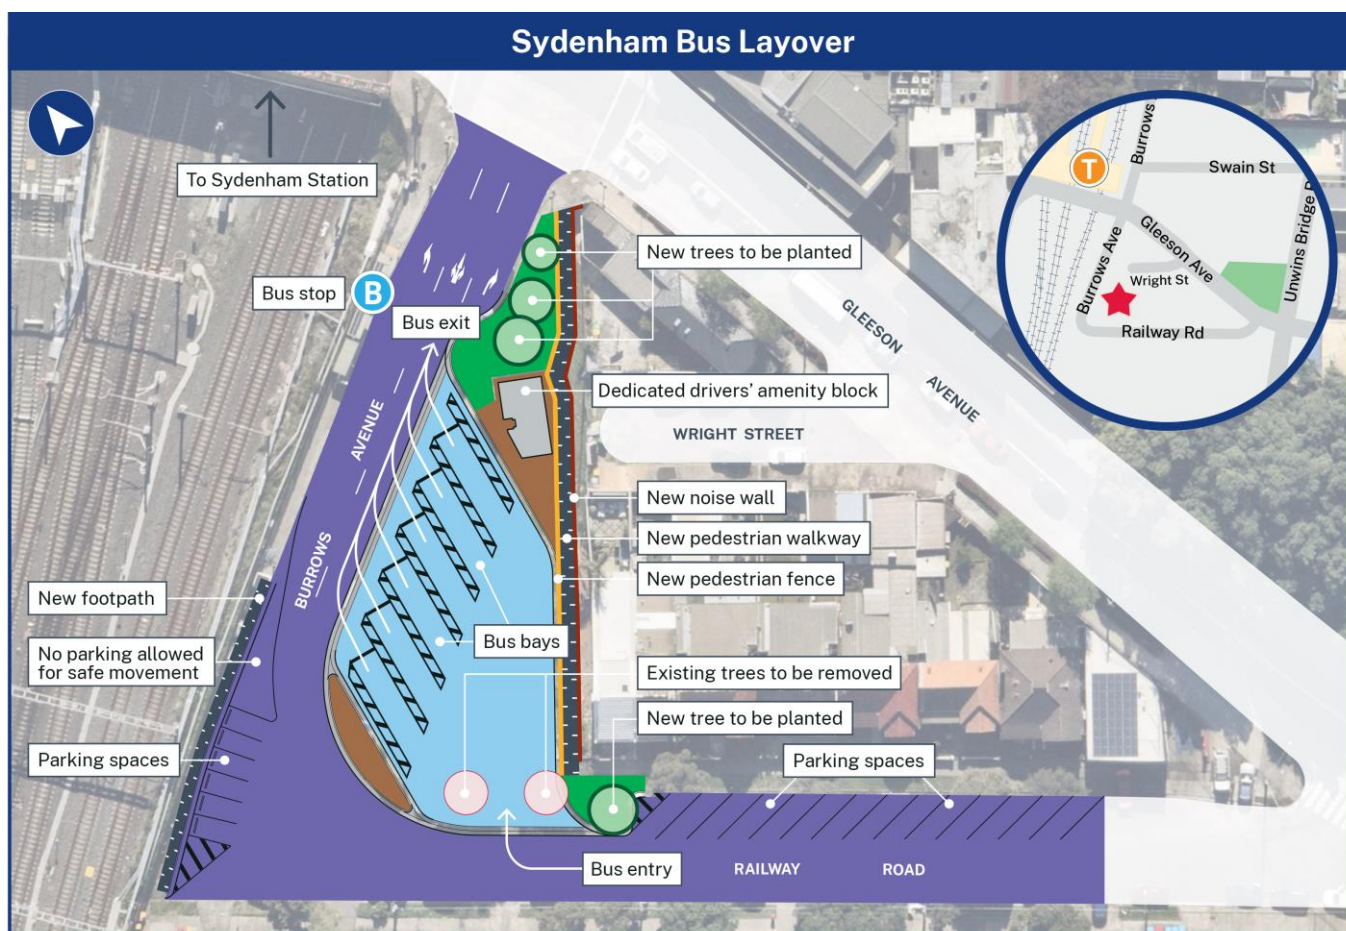 Sydenham Bus Layover
To Sydenham Station
Bus stop
B
Bus exit
New trees to be planted
Dedicated drivers' amenity block
GLEESON
AVENUE
WRIGHT STREET
AVENUE
BURROWS
New noise wall
New pedestrian walkway
New pedestrian fence
New footpath
No parking allowed
for safe movement
Bus bays
Existing trees to be removed
New tree to be planted
Parking spaces
Parking spaces
Bus entry
RAILWAY
ROAD
T
Burrows
Swain St
Gleeson Ave
Unwins Bridge R
Burrows Ave
Wright St
Railway Rd